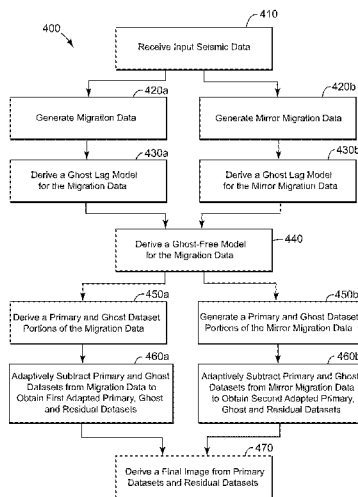 410
400
Receive Input Seismic Data
420a
420b
Generate Migration Data
Generate Mirror Migration Data
430a
430b
Derive a Ghost Lag Model
for the Migration Data
Derive a Ghost Lag Model
for the Mirror Migration Data
Derive a Ghost-Free Model
for the Migration Data
440
450a
450b
Derive a Primary and Ghost Dataset
Portions of the Migration Data
Generate a Primary and Ghost Dataset
Portions of the Mirror Migration Data
460a
460b
Adaptively Subtract Primary and Ghost
Datasets from Migration Data to
Obtain First Adapted Primary, Ghost
and Residual Datasets
Adaptively Subtract Primary and Ghost
Datasets from Mirror Migration Data
to Obtain Second Adapted Primary,
Ghost and Residual Datasets
470
Derive a Final Image from Primary
Datasets and Residual Datasets